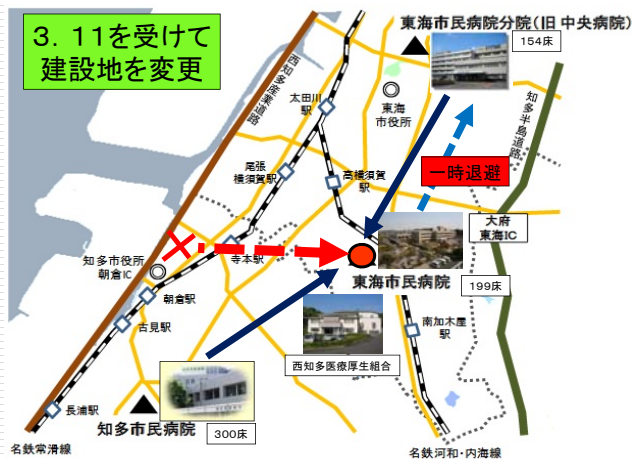 3．11を受けて
建設地を変更
東海市民病院分院(旧 中央病院)
154床
西知多産業道路
太田川
駅
東海
市役所
知多半島道路
尾張
横須賀駅
高横須賀
駅
一時退避
大府
東海IC
知多市役所
朝倉IC
寺本駅
東海市民病院
199床
朝倉駅
古見駅
南加木屋
駅
西知多医療厚生組合
長浦駅
知多市民病院
300床
名鉄常滑線
名鉄河和・内海線